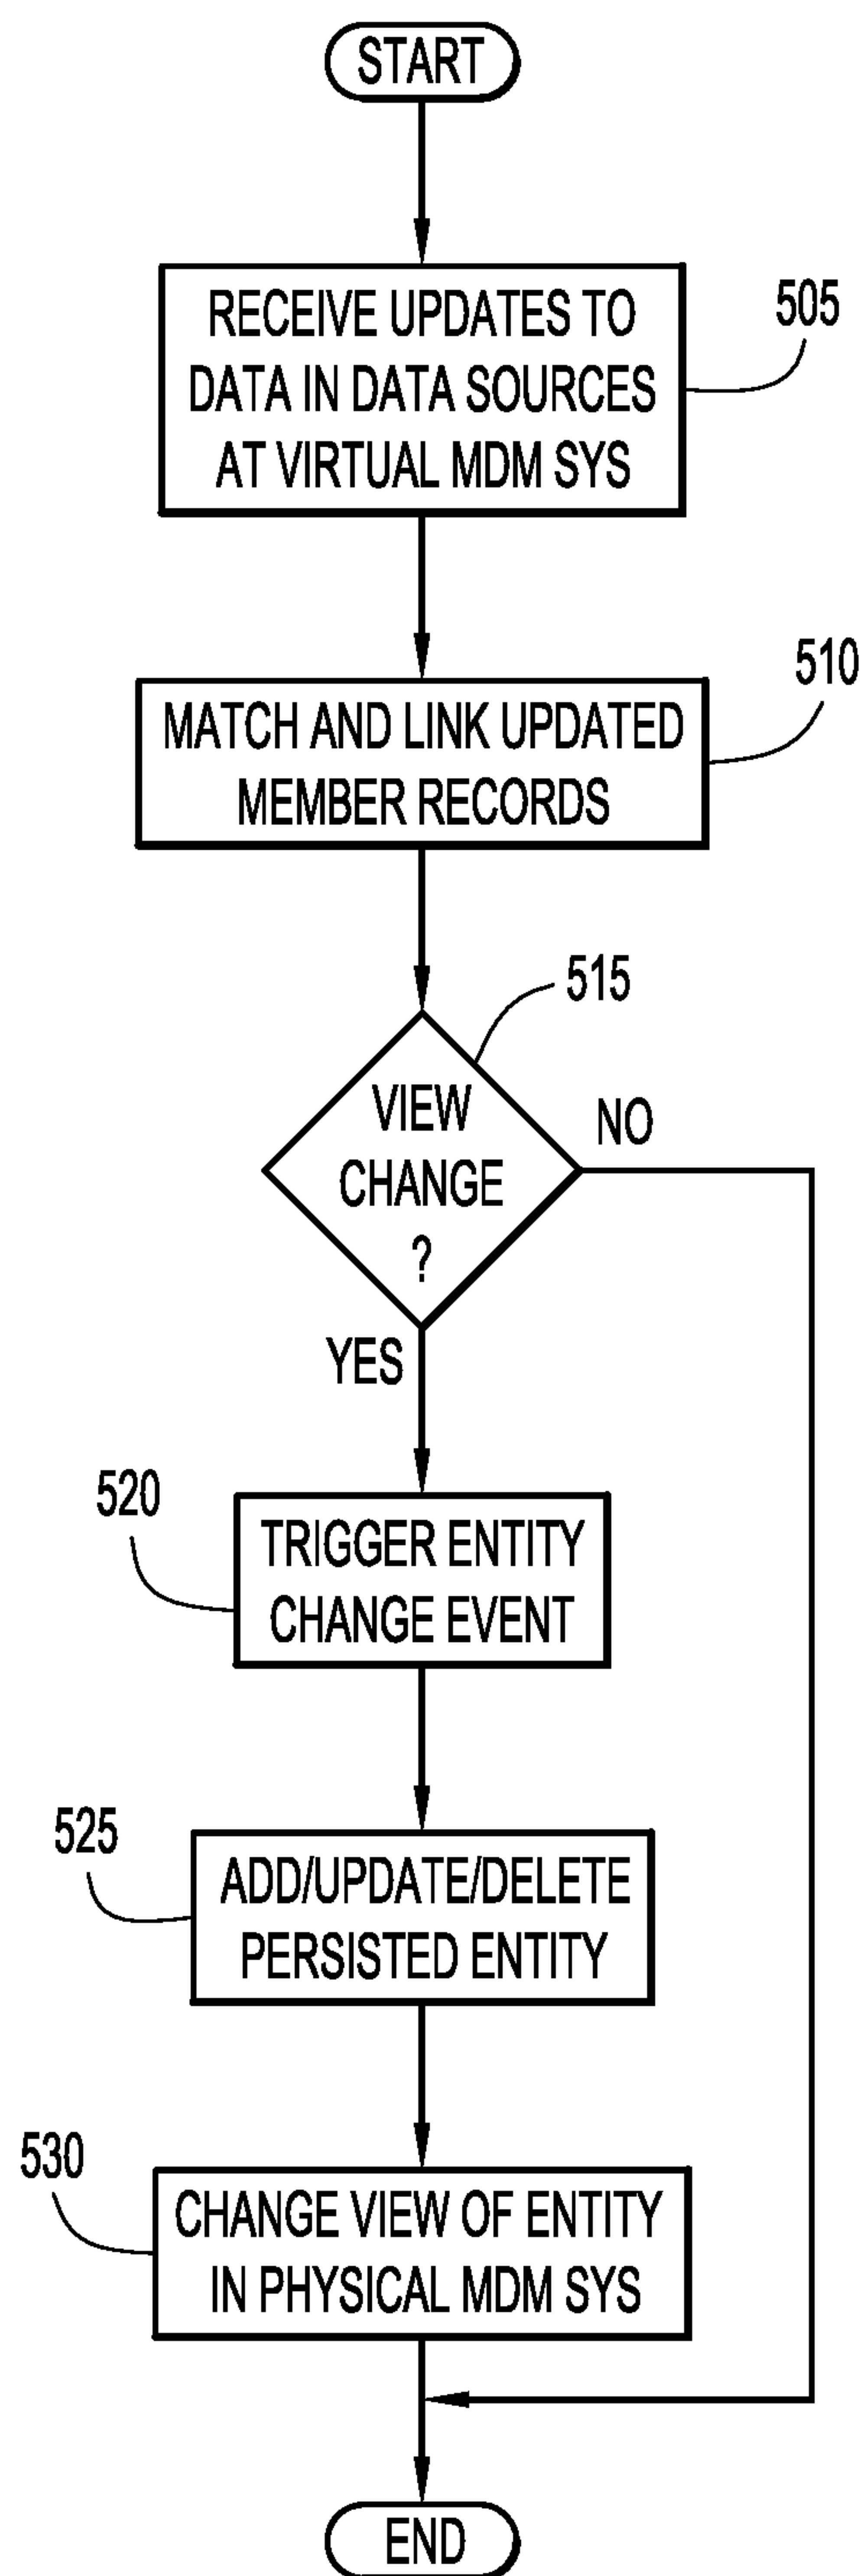 START
RECEIVE UPDATES TO
DATA IN DATA SOURCES
AT VIRTUAL MDM SYS
505
MATCH AND LINK UPDATED
MEMBER RECORDS
510
515
VIEW
CHANGE
?
NO
YES
520
TRIGGER ENTITY
CHANGE EVENT
525
ADD/UPDATE/DELETE
PERSISTED ENTITY
530
CHANGE VIEW OF ENTITY
IN PHYSICAL MDM SYS
END